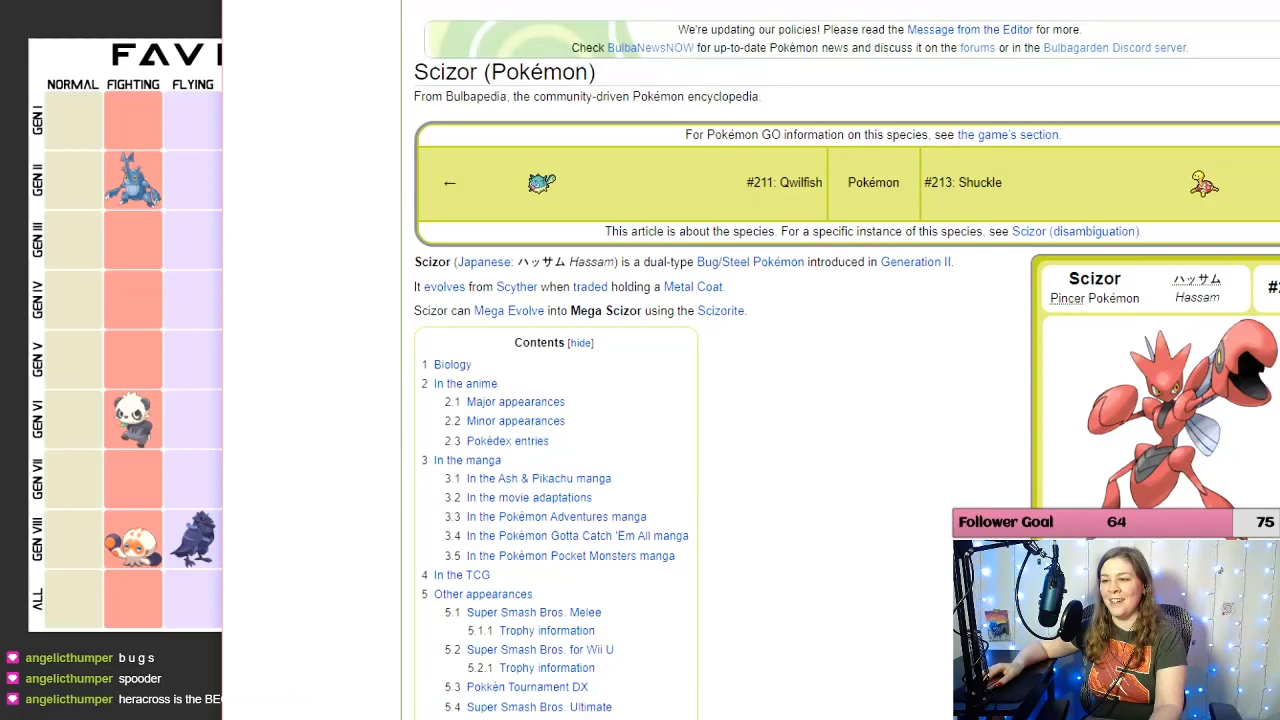 FAV
NORMAL FIGHTING FLYING
GEN I
GEN II
GEN III
GEN IV
GEN V
GEN VI
GEN VII
GEN VIII
ALL
angelicthumper b u g s
angelicthumper spooder
angelicthumper heracross is the
We're updating our policies! Please read the Message from the Editor for more.
Check BulbaNewsNOW for up-to-date Pokémon news and discuss it on the forums or in the Bulbagarden Discord server.
Scizor (Pokémon)
From Bulbapedia, the community-driven Pokémon encyclopedia.
For Pokémon GO information on this species, see the game's section.
← #211: Qwilfish Pokémon #213: Shuckle
This article is about the species. For a specific instance of this species, see Scizor (disambiguation).
Scizor (Japanese: ハッサム Hassam) is a dual-type Bug/Steel Pokémon introduced in Generation II.
It evolves from Scyther when traded holding a Metal Coat.
Scizor can Mega Evolve into Mega Scizor using the Scizorite.
Contents [hide]
1 Biology
2 In the anime
2.1 Major appearances
2.2 Minor appearances
2.3 Pokédex entries
3 In the manga
3.1 In the Ash & Pikachu manga
3.2 In the movie adaptations
3.3 In the Pokémon Adventures manga
3.4 In the Pokémon Gotta Catch 'Em All manga
3.5 In the Pokémon Pocket Monsters manga
4 In the TCG
5 Other appearances
5.1 Super Smash Bros. Melee
5.1.1 Trophy information
5.2 Super Smash Bros. for Wii U
5.2.1 Trophy information
5.3 Pokkén Tournament DX
5.4 Super Smash Bros. Ultimate
Scizor
Pincer Pokémon
ハッサム
Hassam
Follower Goal 64 75